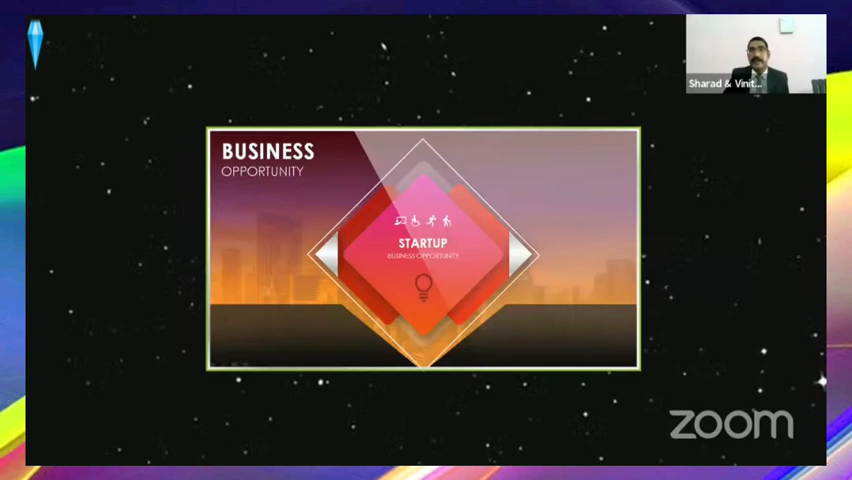 Sharad & Vinit...
BUSINESS
OPPORTUNITY
STARTUP
BUSINESS OPPORTUNITY
zoom